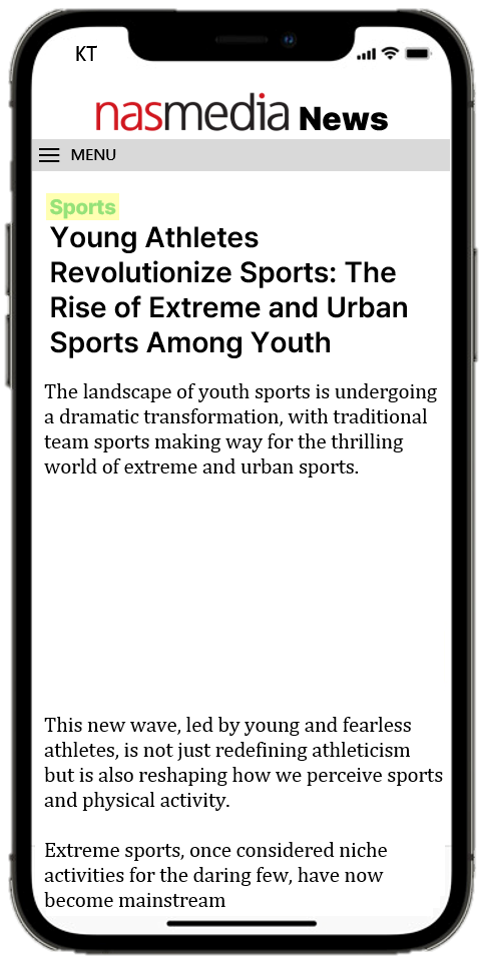 KT
nasmedia News
MENU
Sports
Young Athletes
Revolutionize Sports: The
Rise of Extreme and Urban
Sports Among Youth
The landscape of youth sports is undergoing
a dramatic transformation, with traditional
team sports making way for the thrilling
world of extreme and urban sports.
This new wave, led by young and fearless
athletes, is not just redefining athleticism
but is also reshaping how we perceive sports
and physical activity.
Extreme sports, once considered niche
activities for the daring few, have now
become mainstream